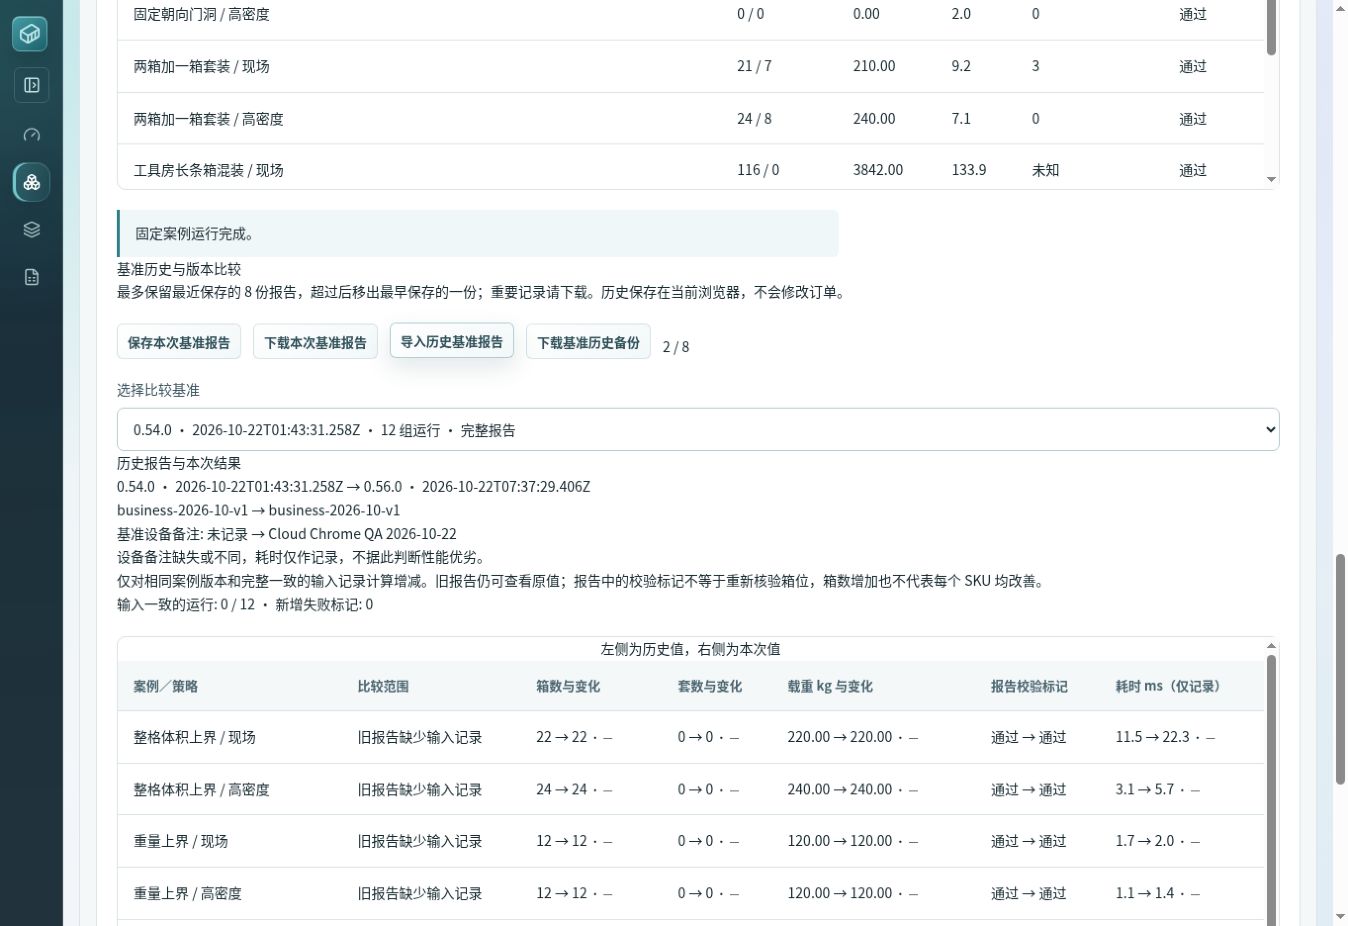 固定朝向门洞 / 高密度 0 / 0 0.00 2.0 0 通过
两箱加一箱套装 / 现场 21 / 7 210.00 9.2 3 通过
两箱加一箱套装 / 高密度 24 / 8 240.00 7.1 0 通过
工具房长条箱混装 / 现场 116 / 0 3842.00 133.9 未知 通过
固定案例运行完成。
基准历史与版本比较
最多保留最近保存的 8 份报告，超过后移出最早保存的一份；重要记录请下载。历史保存在当前浏览器，不会修改订单。
保存本次基准报告 下载本次基准报告 导入历史基准报告 下载基准历史备份 2 / 8
选择比较基准
0.54.0 · 2026-10-22T01:43:31.258Z · 12 组运行 · 完整报告
历史报告与本次结果
0.54.0 · 2026-10-22T01:43:31.258Z → 0.56.0 · 2026-10-22T07:37:29.406Z
business-2026-10-v1 → business-2026-10-v1
基准设备备注: 未记录 → Cloud Chrome QA 2026-10-22
设备备注缺失或不同，耗时仅作记录，不据此判断性能优劣。
仅对相同案例版本和完整一致的输入记录计算增减。旧报告仍可查看原值；报告中的校验标记不等于重新核验箱位，箱数增加也不代表每个 SKU 均改善。
输入一致的运行: 0 / 12 · 新增失败标记: 0
左侧为历史值，右侧为本次值
案例／策略 比较范围 箱数与变化 套数与变化 载重 kg 与变化 报告校验标记 耗时 ms（仅记录）
整格体积上界 / 现场 旧报告缺少输入记录 22 → 22 · — 0 → 0 · — 220.00 → 220.00 · — 通过 → 通过 11.5 → 22.3 · —
整格体积上界 / 高密度 旧报告缺少输入记录 24 → 24 · — 0 → 0 · — 240.00 → 240.00 · — 通过 → 通过 3.1 → 5.7 · —
重量上界 / 现场 旧报告缺少输入记录 12 → 12 · — 0 → 0 · — 120.00 → 120.00 · — 通过 → 通过 1.7 → 2.0 · —
重量上界 / 高密度 旧报告缺少输入记录 12 → 12 · — 0 → 0 · — 120.00 → 120.00 · — 通过 → 通过 1.1 → 1.4 · —